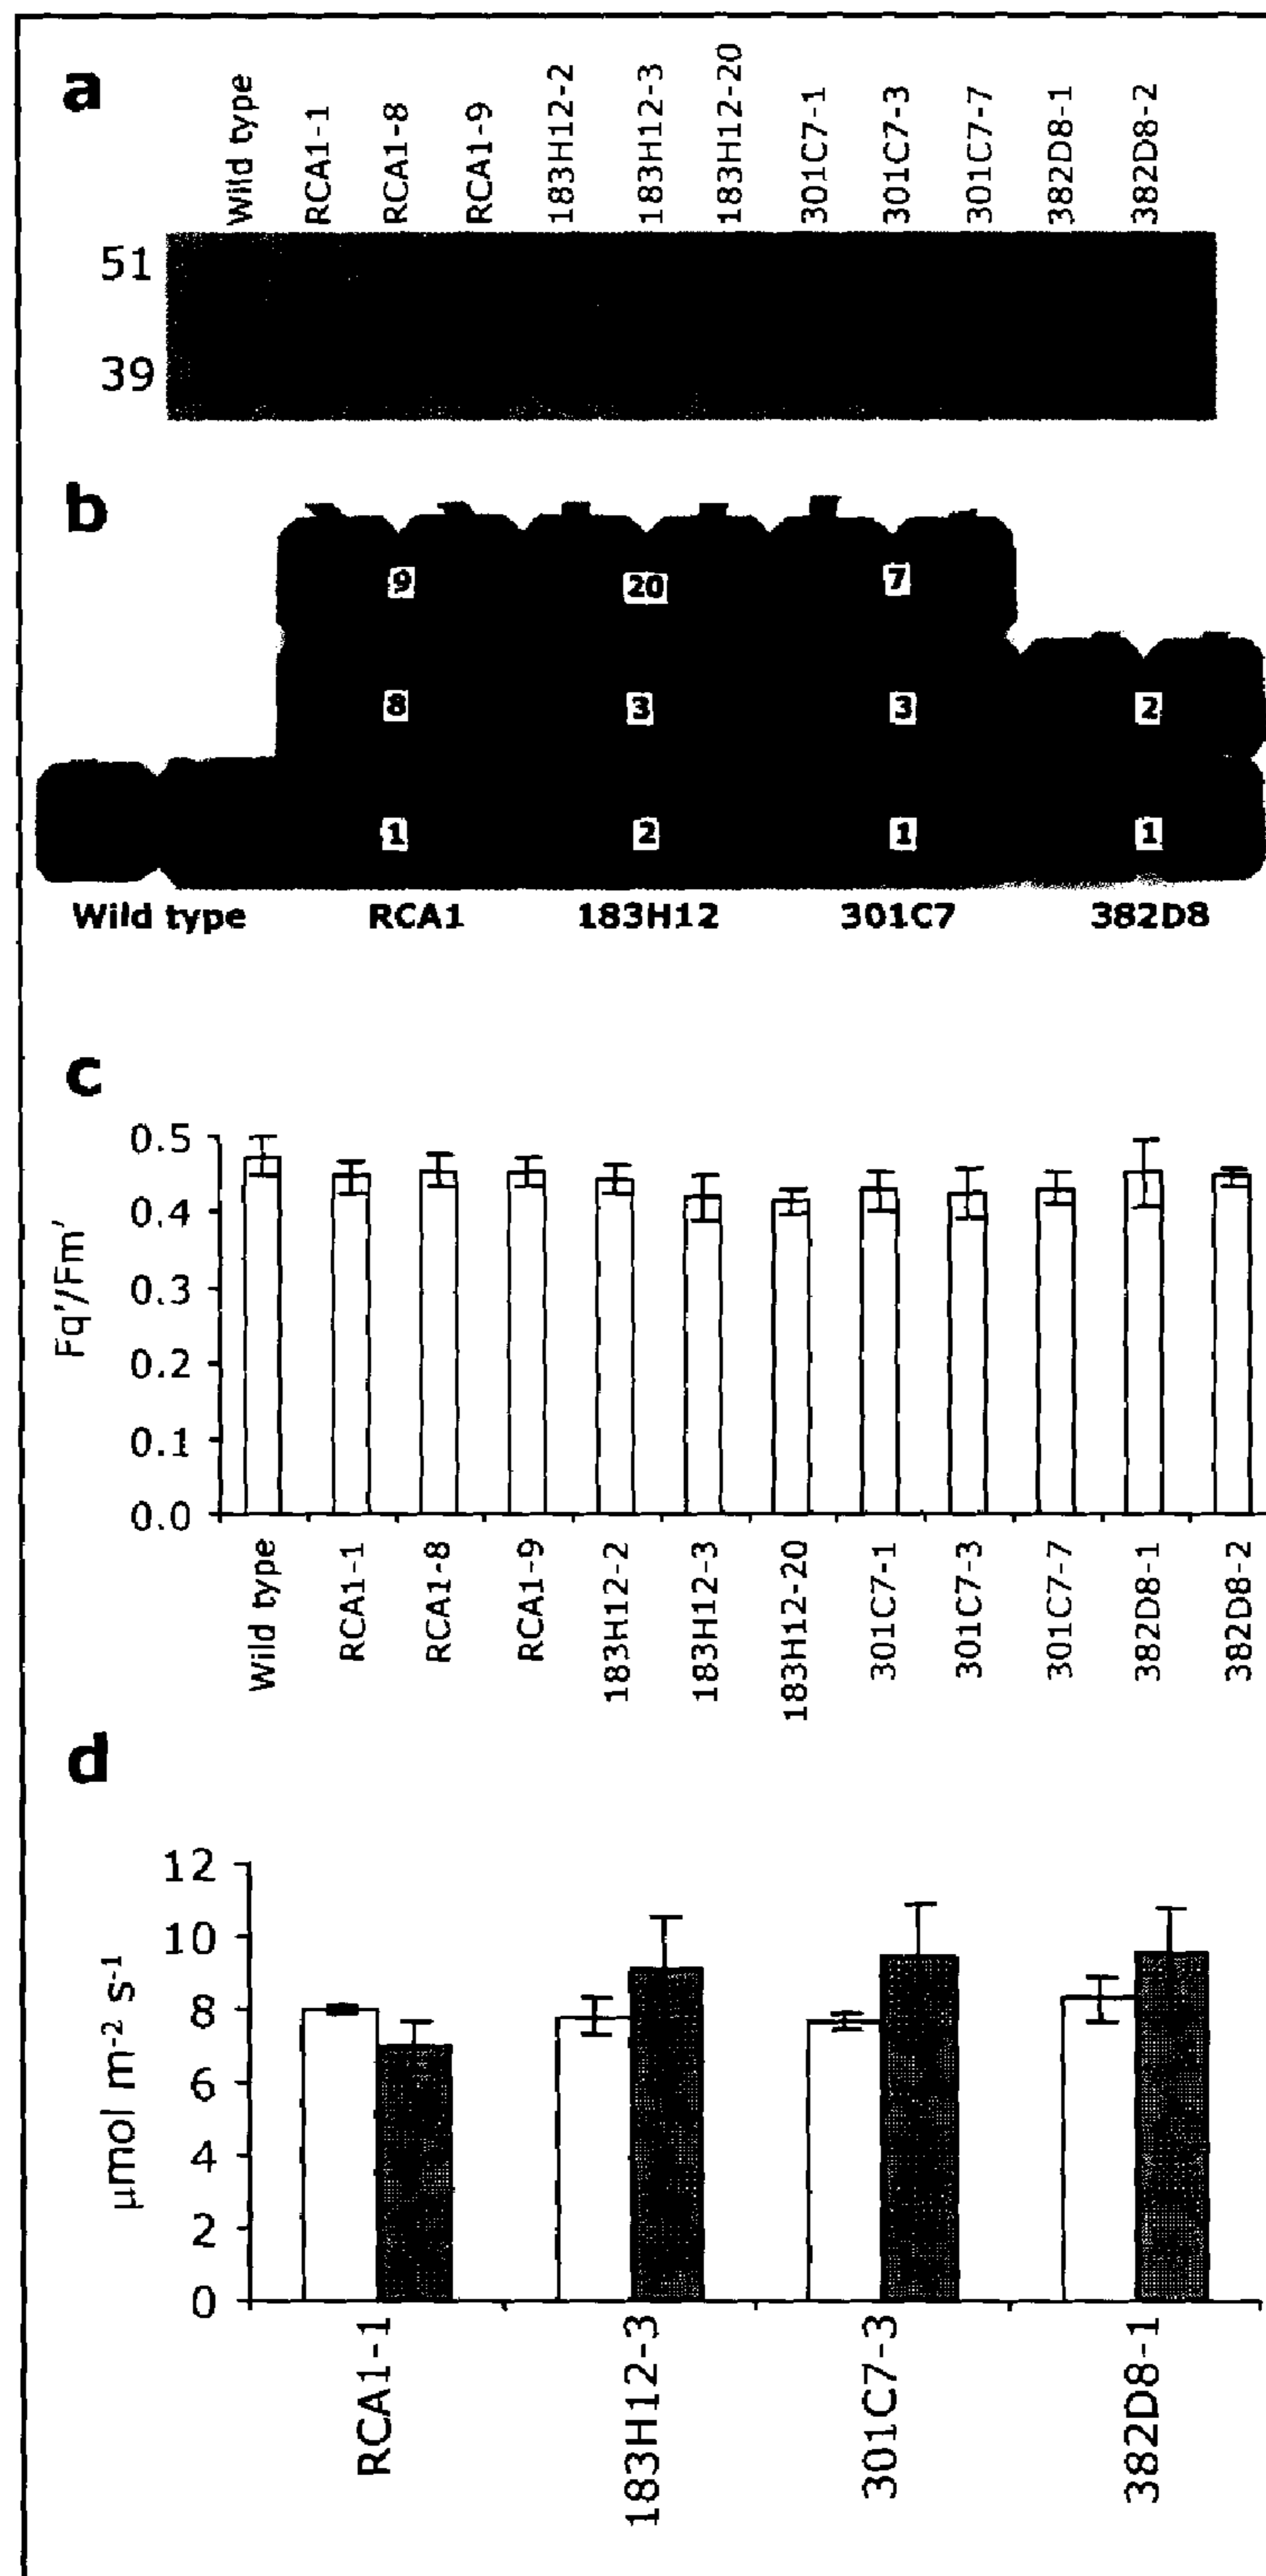 a
Wild type
RCA1-1
RCA1-8
RCA1-9
183H12-2
183H12-3
183H12-20
301C7-1
301C7-3
301C7-7
382D8-1
382D8-2
51
39
b
9 20 7
8 3 3 2
1 2 1 1
Wild type RCA1 183H12 301C7 382D8
c
Fq'/Fm'
0.5
0.4
0.3
0.2
0.1
0.0
Wild type
RCA1-1
RCA1-8
RCA1-9
183H12-2
183H12-3
183H12-20
301C7-1
301C7-3
301C7-7
382D8-1
382D8-2
d
µmol m⁻² s⁻¹
12
10
8
6
4
2
0
RCA1-1
183H12-3
301C7-3
382D8-1